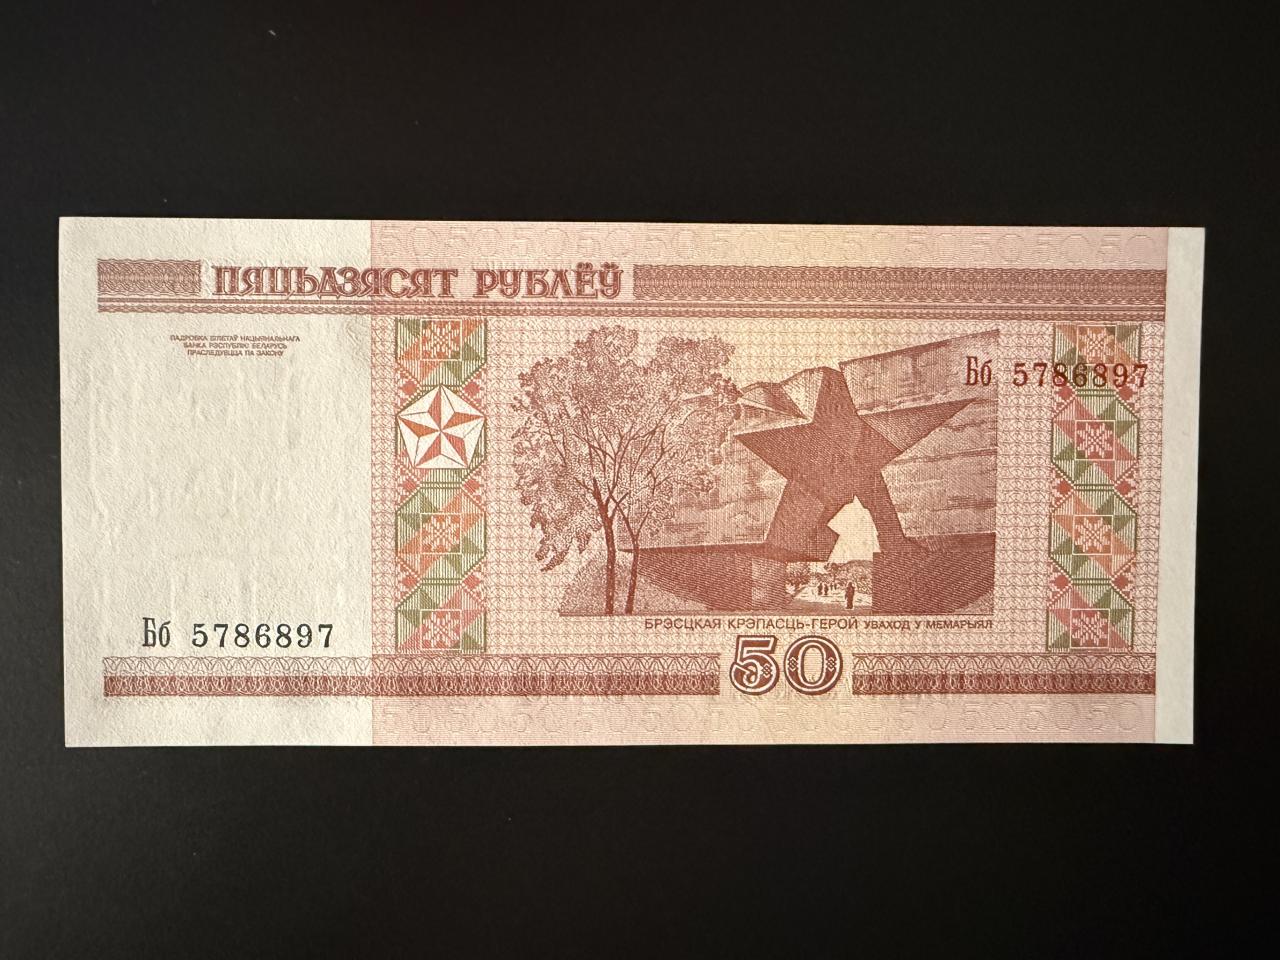 ПЯЦЬДЗЯСЯТ РУБЛЁЎ
ПАДРОБКА БІЛЕТАЎ НАЦЫЯНАЛЬНАГА
БАНКА РЭСПУБЛІКІ БЕЛАРУСЬ
ПРАСЛЕДУЕЦЦА ПА ЗАКОНУ
Бб 5786897
Бб 5786897
БРЭСЦКАЯ КРЭПАСЦЬ-ГЕРОЙ УВАХОД У МЕМАРЫЯЛ
50